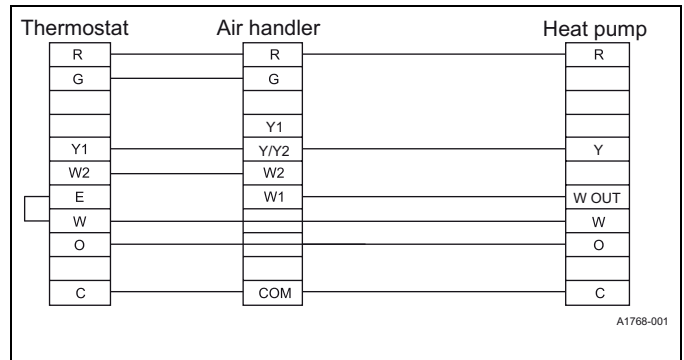 Thermostat Air handler Heat pump
R R R
G G
Y1
Y1 Y/Y2 Y
W2 W2
E W1 W OUT
W W
O O
C COM C
A1768-001